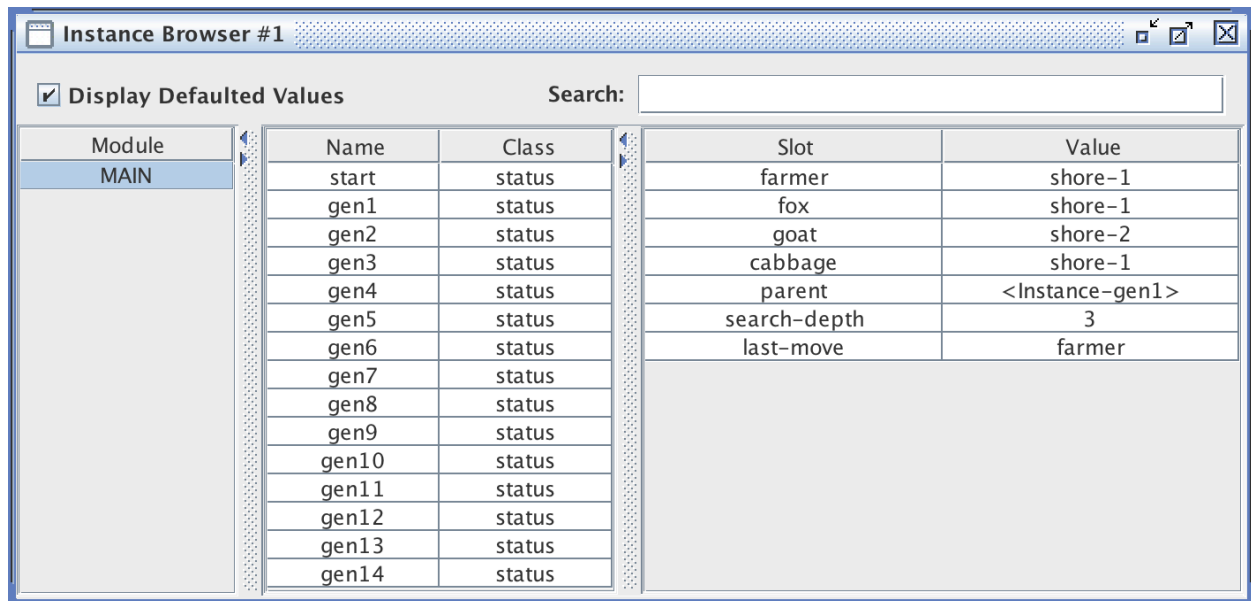 Instance Browser #1
Display Defaulted Values Search:
Module Name Class Slot Value
MAIN start status farmer shore-1
gen1 status fox shore-1
gen2 status goat shore-2
gen3 status cabbage shore-1
gen4 status parent <Instance-gen1>
gen5 status search-depth 3
gen6 status last-move farmer
gen7 status
gen8 status
gen9 status
gen10 status
gen11 status
gen12 status
gen13 status
gen14 status